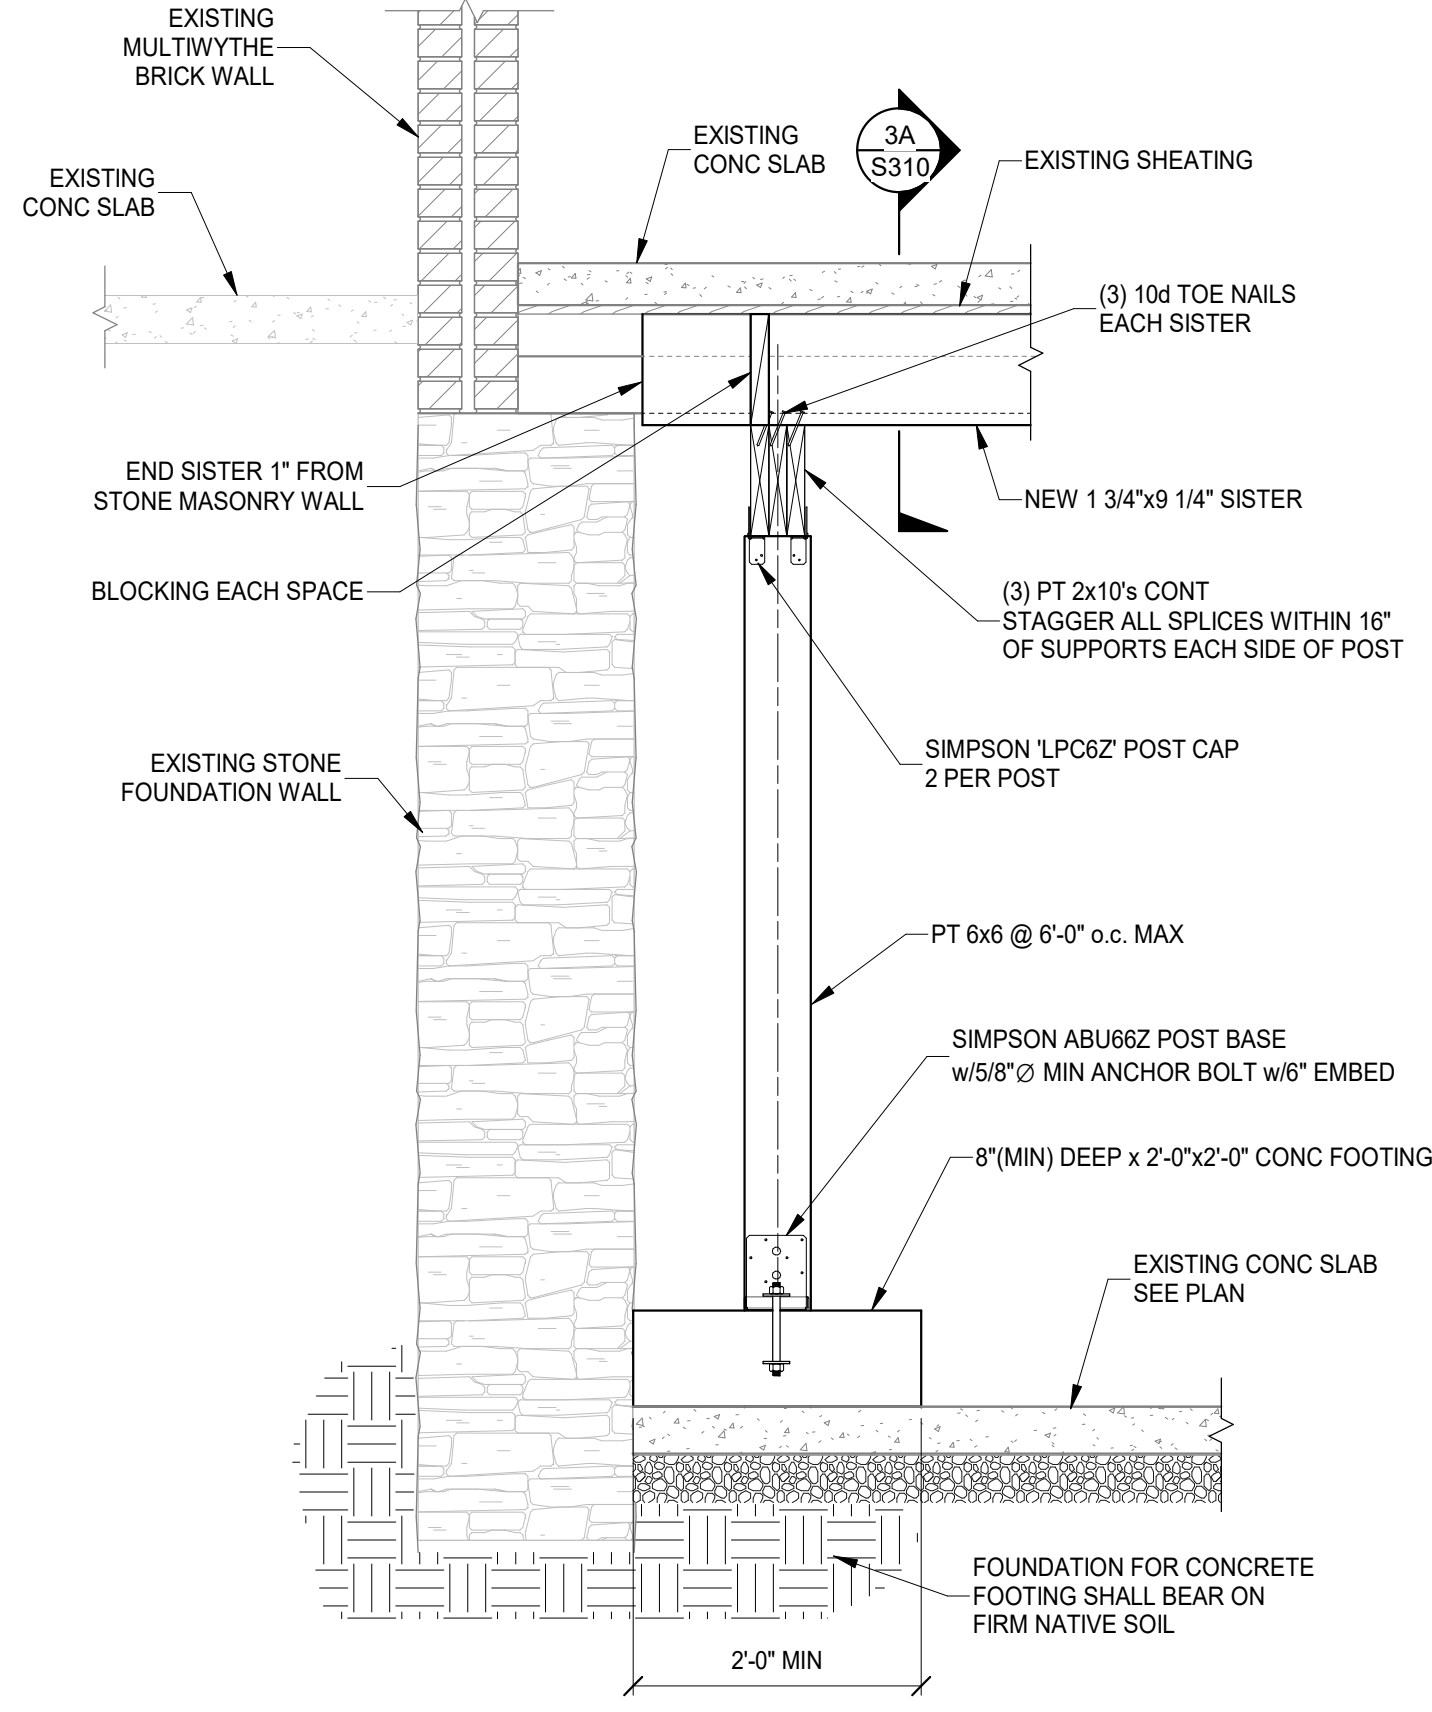 EXISTING
MULTIWYTHE
BRICK WALL
EXISTING
CONC SLAB
EXISTING
CONC SLAB
3A
S310
EXISTING SHEATING
(3) 10d TOE NAILS
EACH SISTER
END SISTER 1" FROM
STONE MASONRY WALL
NEW 1 3/4"x9 1/4" SISTER
BLOCKING EACH SPACE
(3) PT 2x10's CONT
STAGGER ALL SPLICES WITHIN 16"
OF SUPPORTS EACH SIDE OF POST
SIMPSON 'LPC6Z' POST CAP
2 PER POST
EXISTING STONE
FOUNDATION WALL
PT 6x6 @ 6'-0" o.c. MAX
SIMPSON ABU66Z POST BASE
w/5/8"∅ MIN ANCHOR BOLT w/6" EMBED
8"(MIN) DEEP x 2'-0"x2'-0" CONC FOOTING
EXISTING CONC SLAB
SEE PLAN
FOUNDATION FOR CONCRETE
FOOTING SHALL BEAR ON
FIRM NATIVE SOIL
2'-0" MIN